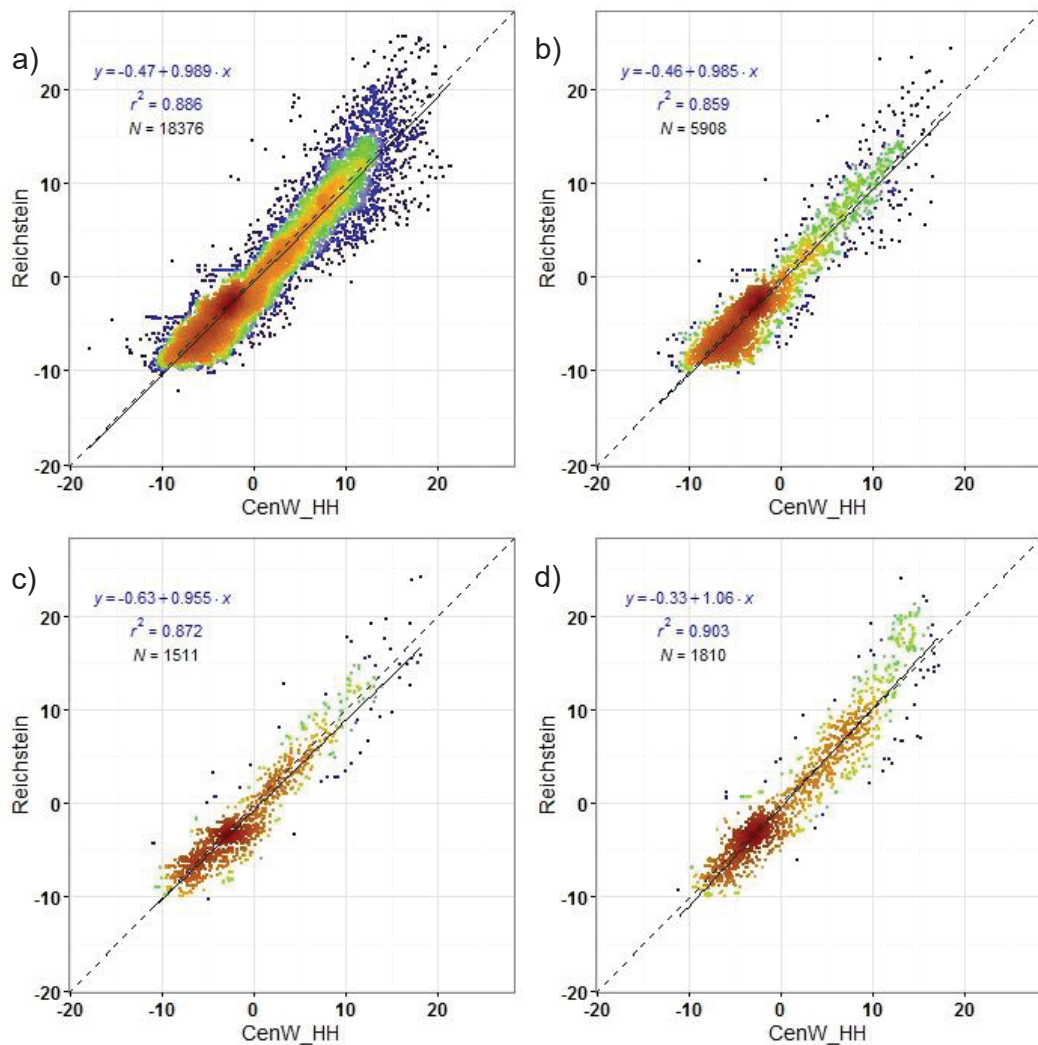 a)
y = -0.47 + 0.989 · x
r² = 0.886
N = 18376
20
10
0
-10
-20
-20 -10 0 10 20
Reichstein
CenW_HH
b)
y = -0.46 + 0.985 · x
r² = 0.859
N = 5908
20
10
0
-10
-20
-20 -10 0 10 20
Reichstein
CenW_HH
c)
y = -0.63 + 0.955 · x
r² = 0.872
N = 1511
20
10
0
-10
-20
-20 -10 0 10 20
Reichstein
CenW_HH
d)
y = -0.33 + 1.06 · x
r² = 0.903
N = 1810
20
10
0
-10
-20
-20 -10 0 10 20
Reichstein
CenW_HH